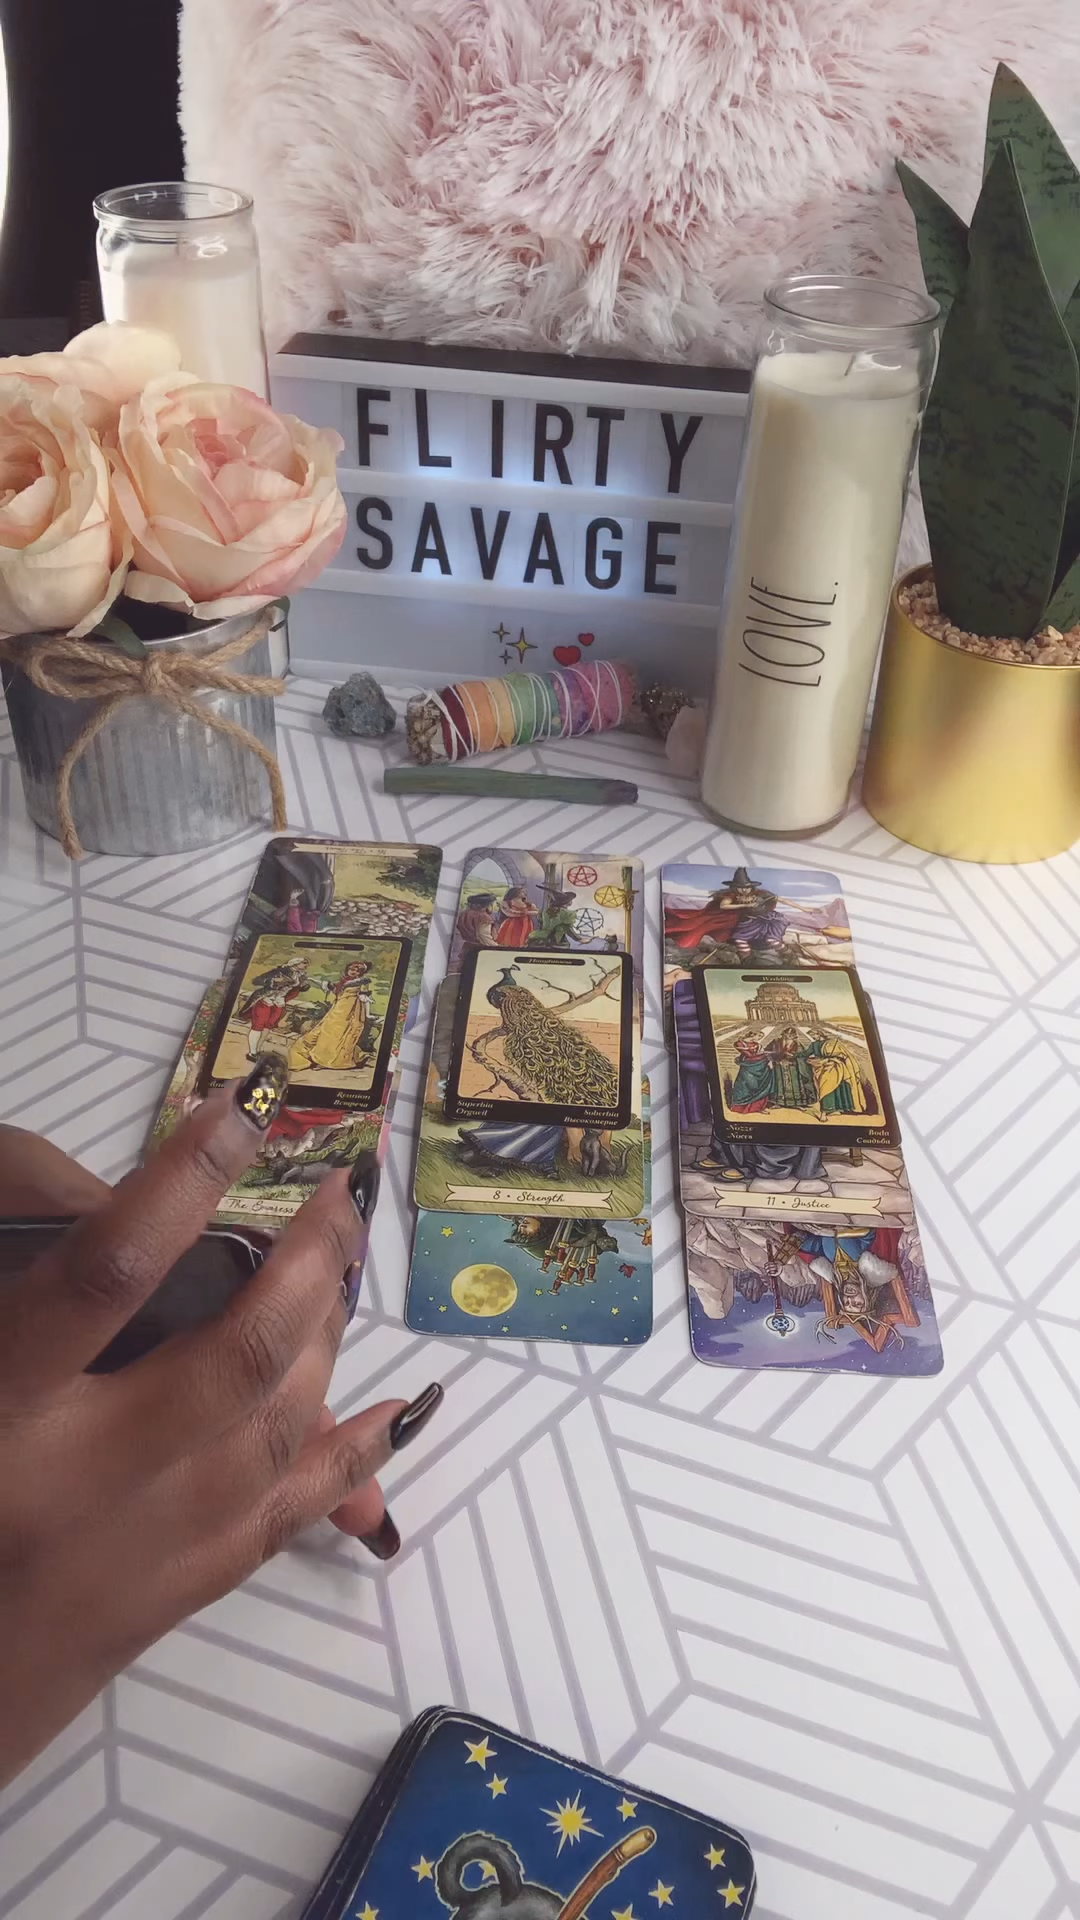 FLIRTY
SAVAGE
LOVE.
Reunion
Встреча
Haughtiness
Superbia
Orgueil
Soberbia
Высокомерие
Wedding
Nozze
Noces
Boda
Свадьба
The Empress
8 • Strength
11 • Justice